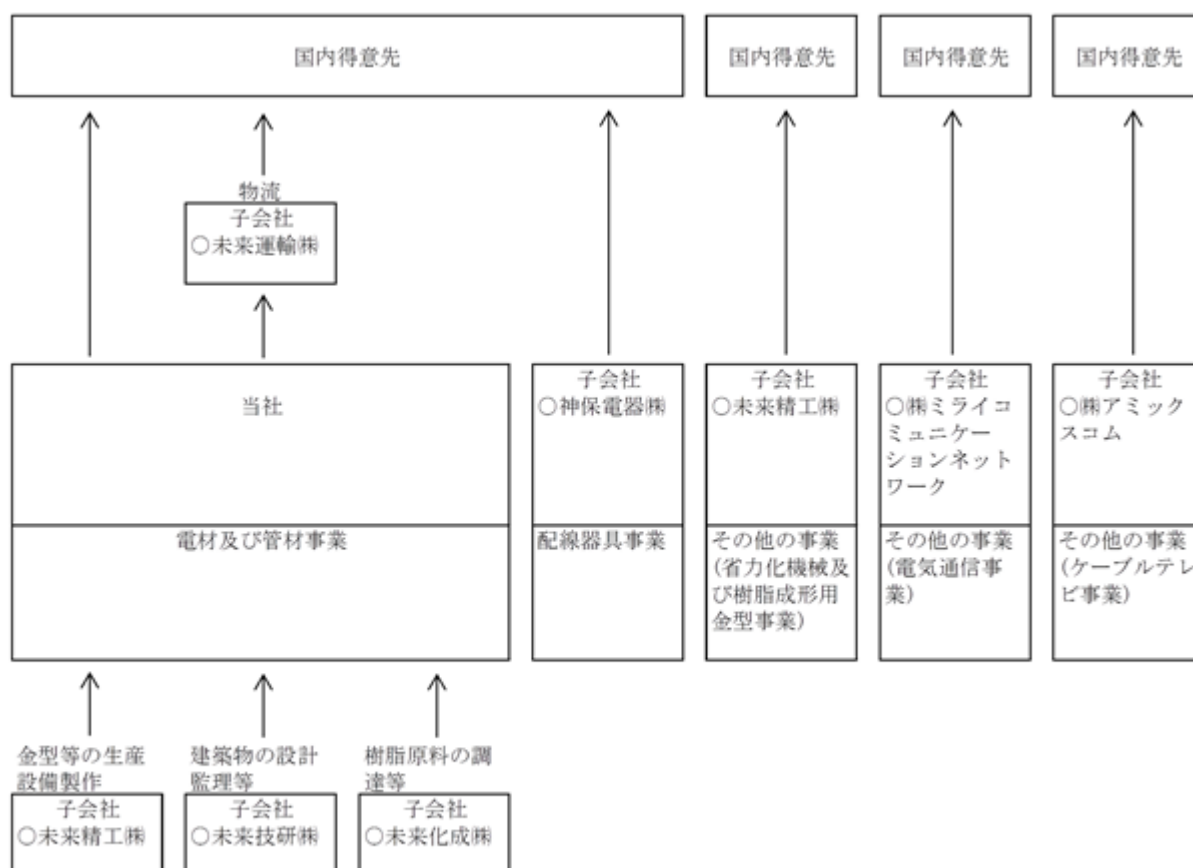 国内得意先
国内得意先
国内得意先
国内得意先
物流
子会社
○未来運輸㈱
当社
電材及び管材事業
子会社
○神保電器㈱
配線器具事業
子会社
○未来精工㈱
その他の事業
(省力化機械及
び樹脂成形用
金型事業)
子会社
○㈱ミライコ
ミュニケー
ションネット
ワーク
その他の事業
(電気通信事
業)
子会社
○㈱アミック
スコム
その他の事業
(ケーブルテレ
ビ事業)
金型等の生産
設備製作
子会社
○未来精工㈱
建築物の設計
監理等
子会社
○未来技研㈱
樹脂原料の調
達等
子会社
○未来化成㈱